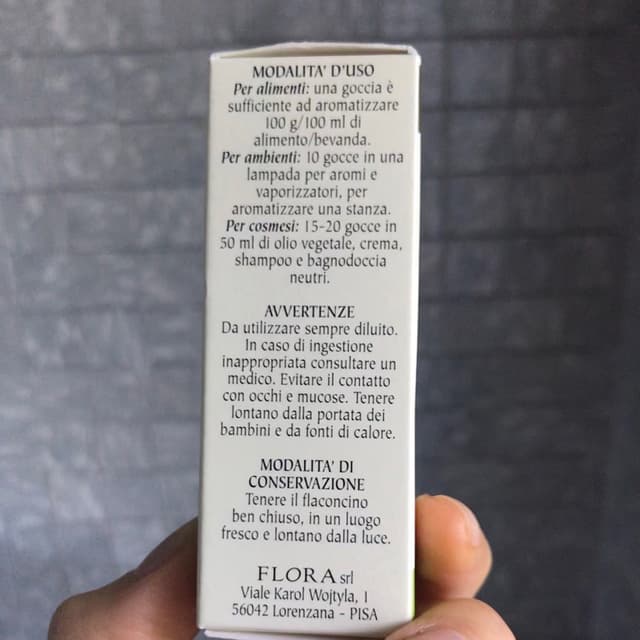 MODALITA' D'USO
Per alimenti: una goccia è
sufficiente ad aromatizzare
100 g/100 ml di
alimento/bevanda.
Per ambienti: 10 gocce in una
lampada per aromi e
vaporizzatori, per
aromatizzare una stanza.
Per cosmesi: 15-20 gocce in
50 ml di olio vegetale, crema,
shampoo e bagnodoccia
neutri.
AVVERTENZE
Da utilizzare sempre diluito.
In caso di ingestione
inappropriata consultare un
medico. Evitare il contatto
con occhi e mucose. Tenere
lontano dalla portata dei
bambini e da fonti di calore.
MODALITA' DI
CONSERVAZIONE
Tenere il flaconcino
ben chiuso, in un luogo
fresco e lontano dalla luce.
FLORA srl
Viale Karol Wojtyla, 1
56042 Lorenzana - PISA